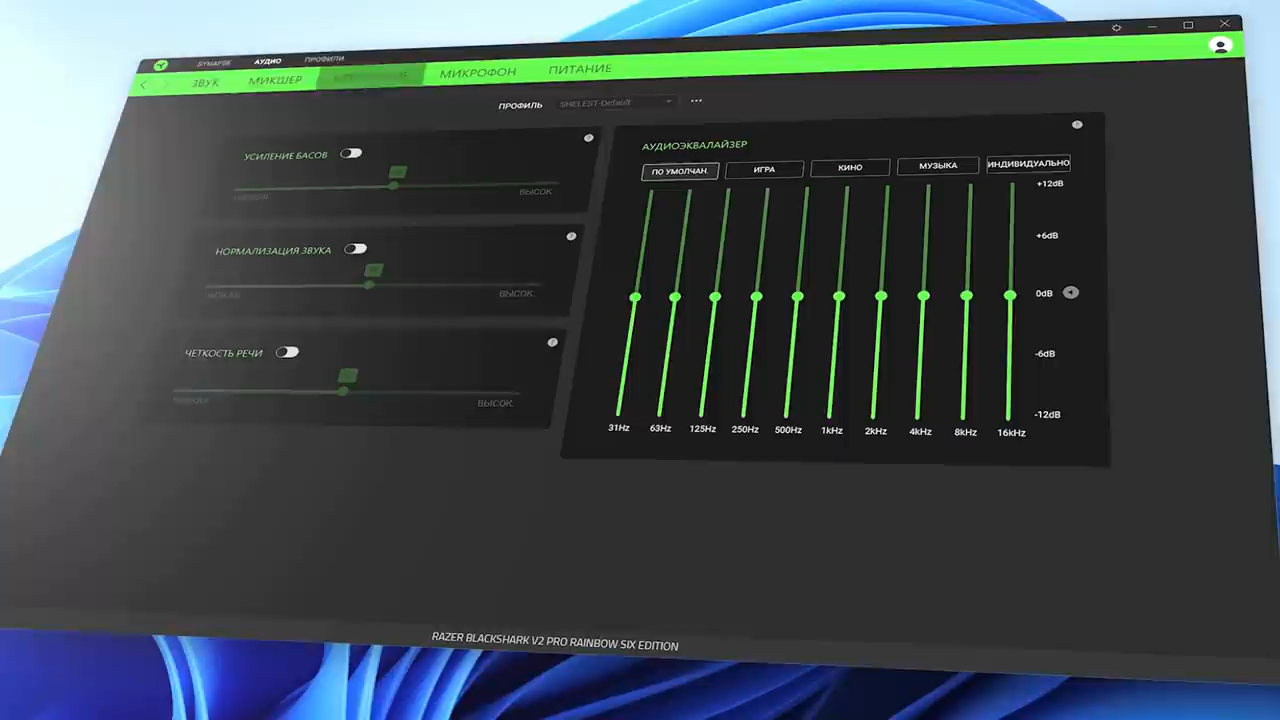 SYNAPSE АУДИО ПРОФИЛИ
ЗВУК МИКШЕР МИКРОФОН ПИТАНИЕ
ПРОФИЛЬ SHELEST-Default
УСИЛЕНИЕ БАСОВ
ВЫСОК.
НОРМАЛИЗАЦИЯ ЗВУКА
ВЫСОК.
ЧЕТКОСТЬ РЕЧИ
ВЫСОК.
АУДИОЭКВАЛАЙЗЕР
ПО УМОЛЧАН. ИГРА КИНО МУЗЫКА ИНДИВИДУАЛЬНО
+12dB
+6dB
0dB
-6dB
-12dB
31Hz 63Hz 125Hz 250Hz 500Hz 1kHz 2kHz 4kHz 8kHz 16kHz
RAZER BLACKSHARK V2 PRO RAINBOW SIX EDITION